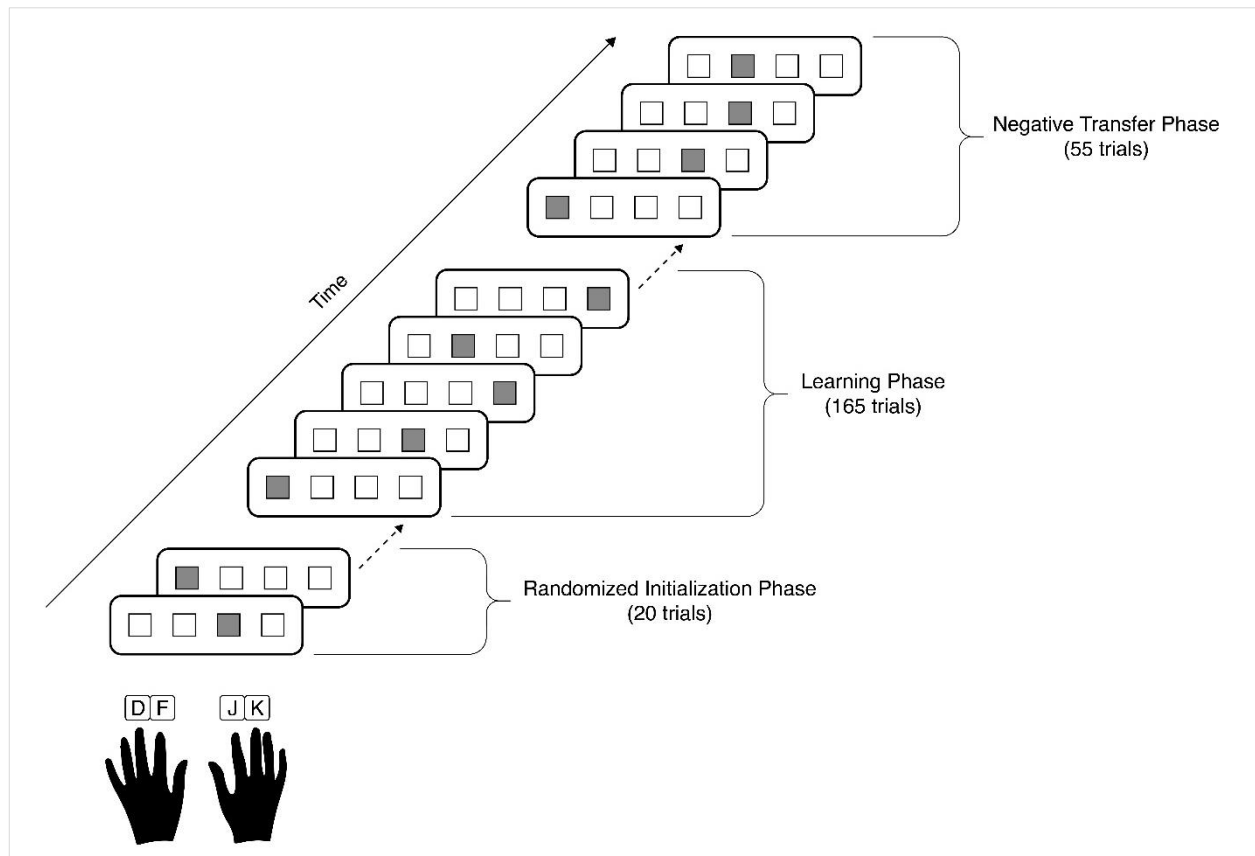 Negative Transfer Phase
(55 trials)
Time
Learning Phase
(165 trials)
Randomized Initialization Phase
(20 trials)
D F J K